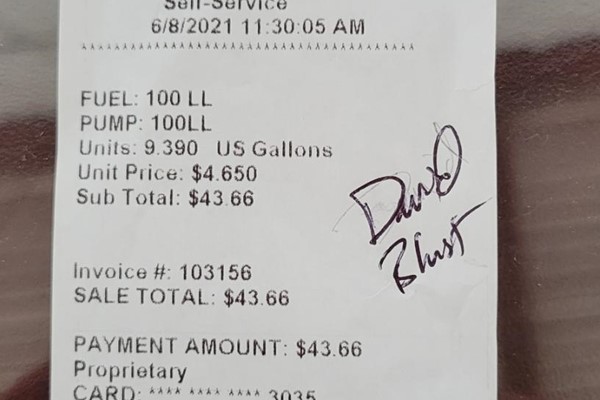 Self-Service
6/8/2021 11:30:05 AM
FUEL: 100 LL
PUMP: 100LL
Units: 9.390 US Gallons
Unit Price: $4.650
Sub Total: $43.66
David
Blust
Invoice #: 103156
SALE TOTAL: $43.66
PAYMENT AMOUNT: $43.66
Proprietary
CARD: **** **** **** 3035